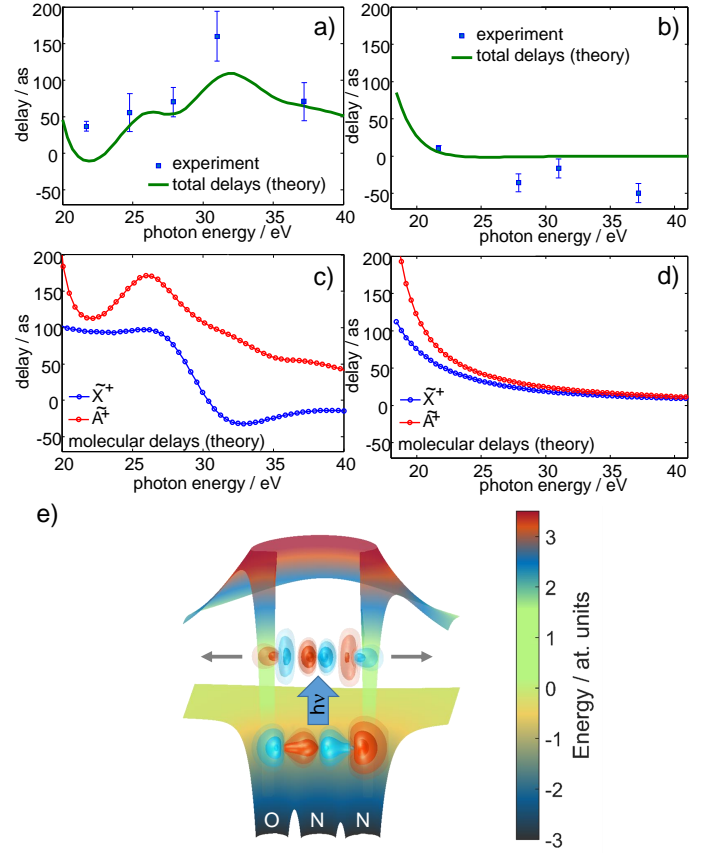 a)
200
150
100
50
0
-50
delay / as
experiment
total delays (theory)
20 25 30 35 40
photon energy / eV
b)
200
150
100
50
0
-50
delay / as
experiment
total delays (theory)
20 25 30 35 40
photon energy / eV
c)
200
150
100
50
0
-50
delay / as
X̃⁺
Ã⁺
molecular delays (theory)
20 25 30 35 40
photon energy / eV
d)
200
150
100
50
0
-50
delay / as
X̃⁺
Ã⁺
molecular delays (theory)
20 25 30 35 40
photon energy / eV
e)
hν
O N N
3
2
1
0
-1
-2
-3
Energy / at. units